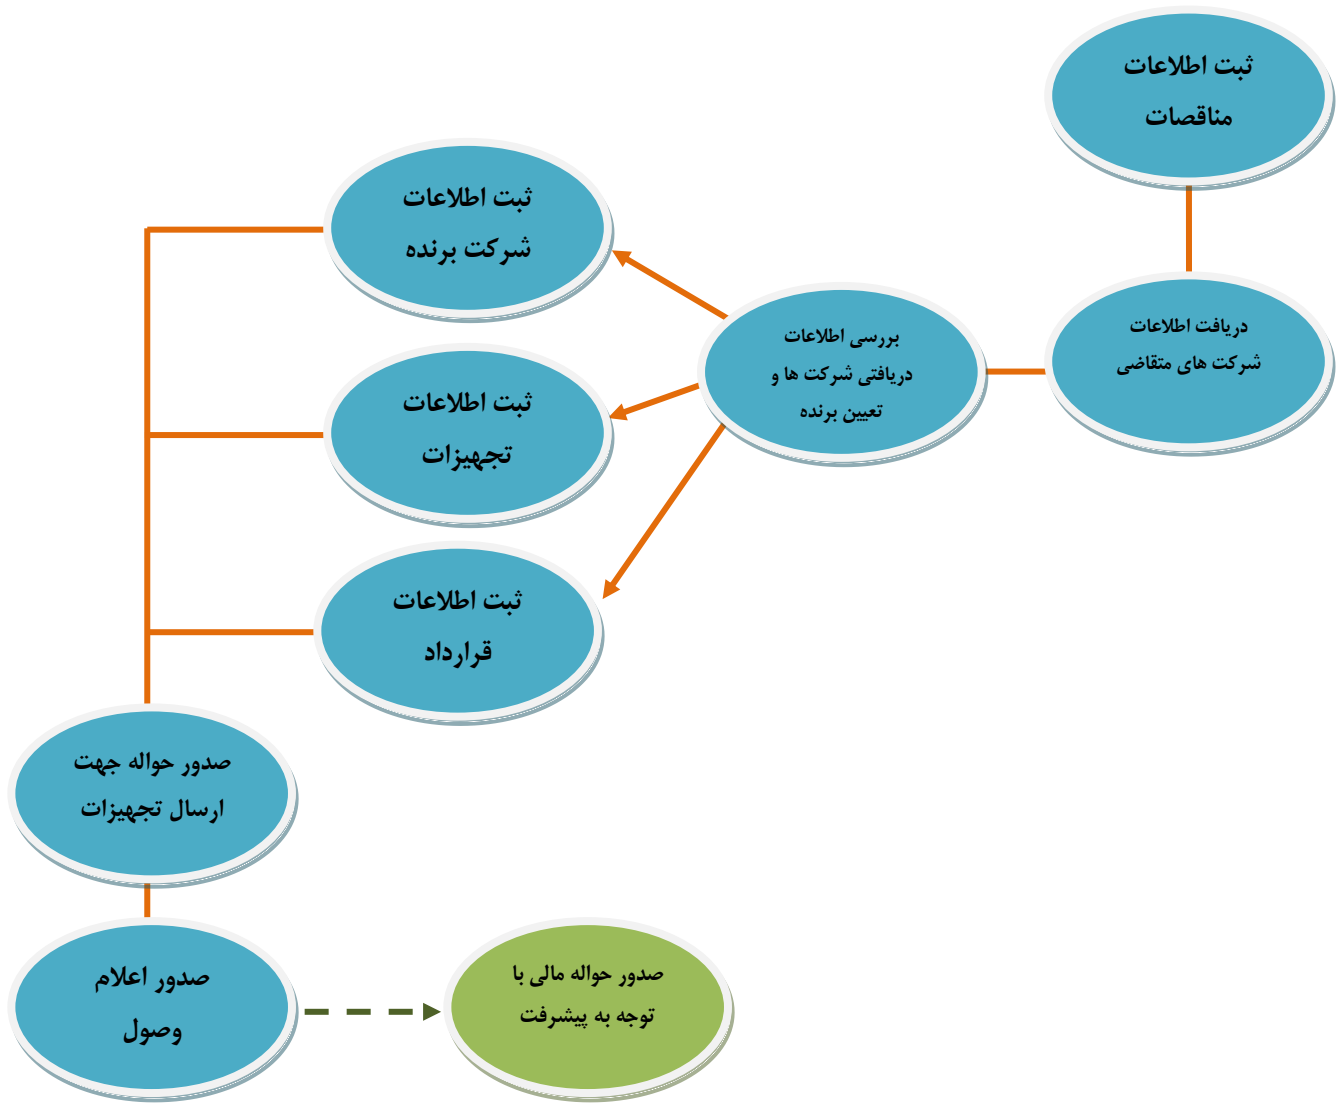 ثبت اطلاعات
مناقصات
دریافت اطلاعات
شرکت های متقاضی
بررسی اطلاعات
دریافتی شرکت ها و
تعیین برنده
ثبت اطلاعات
شرکت برنده
ثبت اطلاعات
تجهیزات
ثبت اطلاعات
قرارداد
صدور حواله جهت
ارسال تجهیزات
صدور اعلام
وصول
صدور حواله مالی با
توجه به پیشرفت